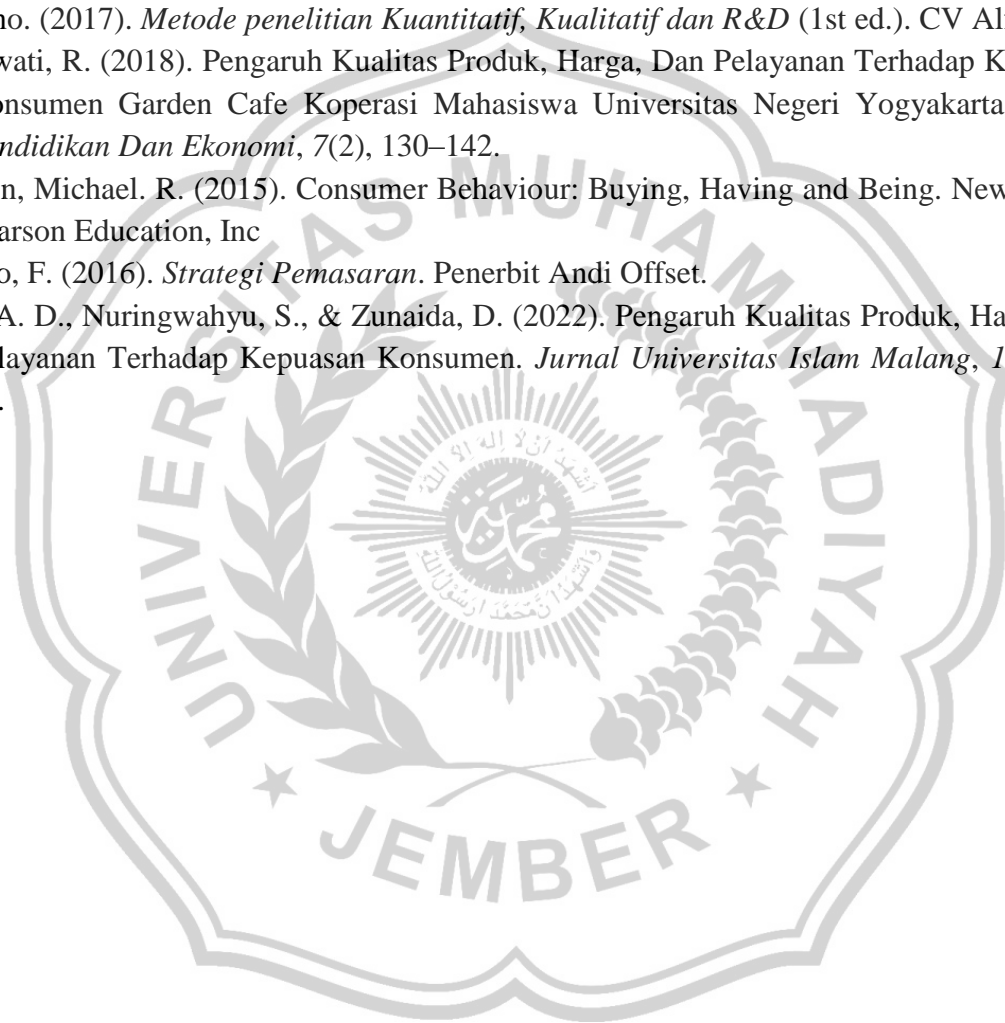 no. (2017). Metode penelitian Kuantitatif, Kualitatif dan R&D (1st ed.). CV Al
wati, R. (2018). Pengaruh Kualitas Produk, Harga, Dan Pelayanan Terhadap K
onsumen Garden Cafe Koperasi Mahasiswa Universitas Negeri Yogyakarta
ndidikan Dan Ekonomi, 7(2), 130–142.
n, Michael. R. (2015). Consumer Behaviour: Buying, Having and Being. New
arson Education, Inc
o, F. (2016). Strategi Pemasaran. Penerbit Andi Offset.
A. D., Nuringwahyu, S., & Zunaida, D. (2022). Pengaruh Kualitas Produk, Ha
layanan Terhadap Kepuasan Konsumen. Jurnal Universitas Islam Malang, 1
.
UNIVERSITAS MUHAMMADIYAH
JEMBER